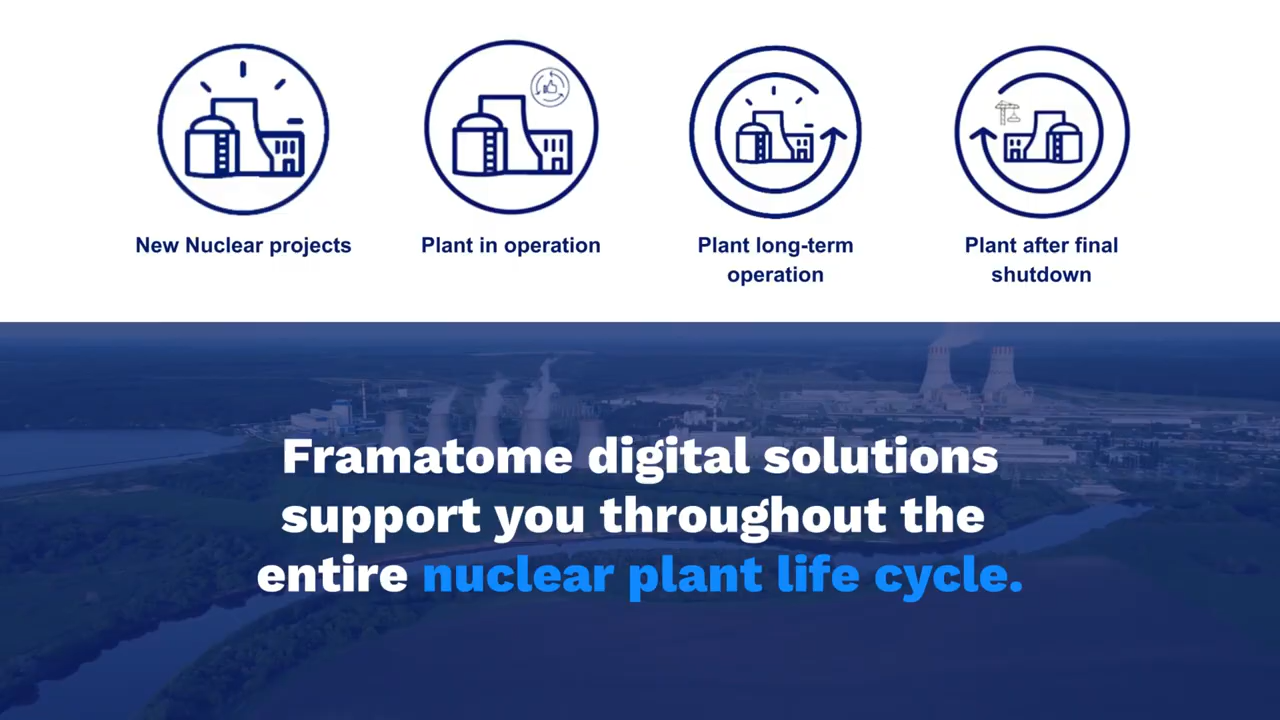 New Nuclear projects
Plant in operation
Plant long-term
operation
Plant after final
shutdown
Framatome digital solutions
support you throughout the
entire nuclear plant life cycle.